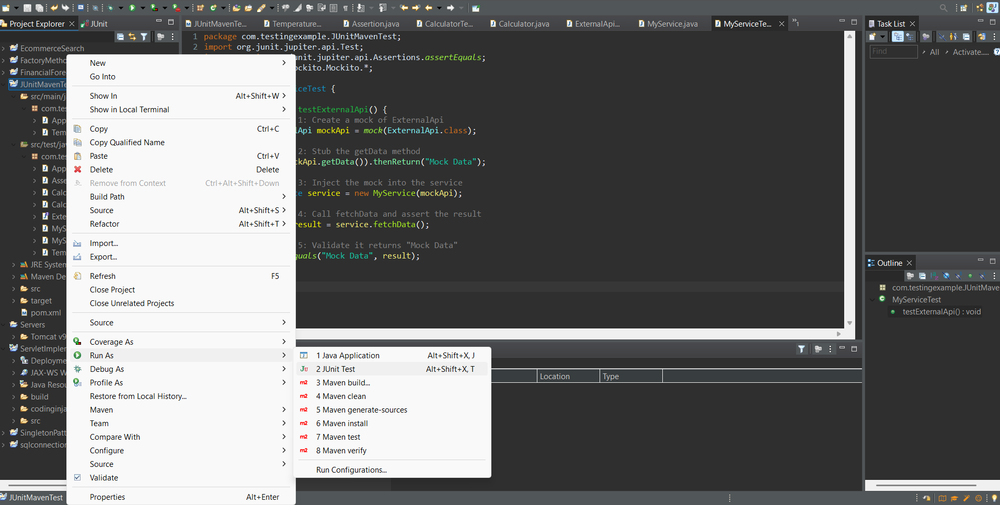 Project Explorer
JUnit
JUnitMavenTe...
Temperature...
Assertion.java
CalculatorTe...
Calculator.java
ExternalApi...
MyService.java
MyServiceTe...
»1
Task List
Find
All
Activate.....
EcommerceSearch
FactoryMetho
FinancialFore
JUnitMavenTe
src/main/j
com.tes
App
Tem
src/test/jav
com.tes
App
Asse
Calc
Calc
Exte
MyS
MyS
Tem
JRE System
Maven De
src
target
pom.xml
Servers
Tomcat v9
ServletImplem
Deployme
JAX-WS W
Java Resou
build
codinginja
src
SingletonPatt
sqlconnection
1 package com.testingexample.JUnitMavenTest;
2 import org.junit.jupiter.api.Test;
unit.jupiter.api.Assertions.assertEquals;
ockito.Mockito.*;
iceTest {
testExternalApi() {
1: Create a mock of ExternalApi
lApi mockApi = mock(ExternalApi.class);
2: Stub the getData method
ckApi.getData()).thenReturn("Mock Data");
3: Inject the mock into the service
ce service = new MyService(mockApi);
4: Call fetchData and assert the result
result = service.fetchData();
5: Validate it returns "Mock Data"
quals("Mock Data", result);
New
Go Into
Show In Alt+Shift+W
Show in Local Terminal
Copy Ctrl+C
Copy Qualified Name
Paste Ctrl+V
Delete Delete
Remove from Context Ctrl+Alt+Shift+Down
Build Path
Source Alt+Shift+S
Refactor Alt+Shift+T
Import...
Export...
Refresh F5
Close Project
Close Unrelated Projects
Source
Coverage As
Run As
Debug As
Profile As
Restore from Local History...
Maven
Team
Compare With
Configure
Source
Validate
Properties Alt+Enter
1 Java Application Alt+Shift+X, J
2 JUnit Test Alt+Shift+X, T
3 Maven build...
4 Maven clean
5 Maven generate-sources
6 Maven install
7 Maven test
8 Maven verify
Run Configurations...
Location
Type
Outline
com.testingexample.JUnitMave
MyServiceTest
testExternalApi() : void
JUnitMavenTest